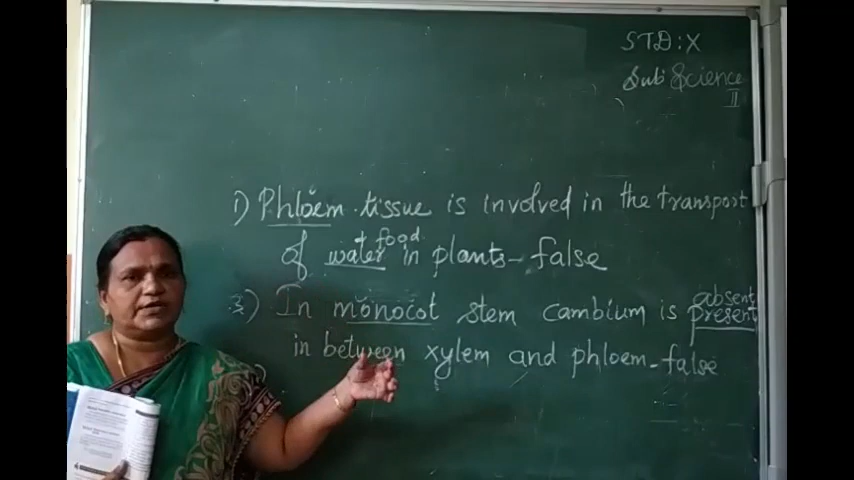 STD: X
Sub: Science
II
1) Phloem tissue is involved in the transport
food
of water in plants - false
absent
2) In monocot stem cambium is present
in between xylem and phloem - false